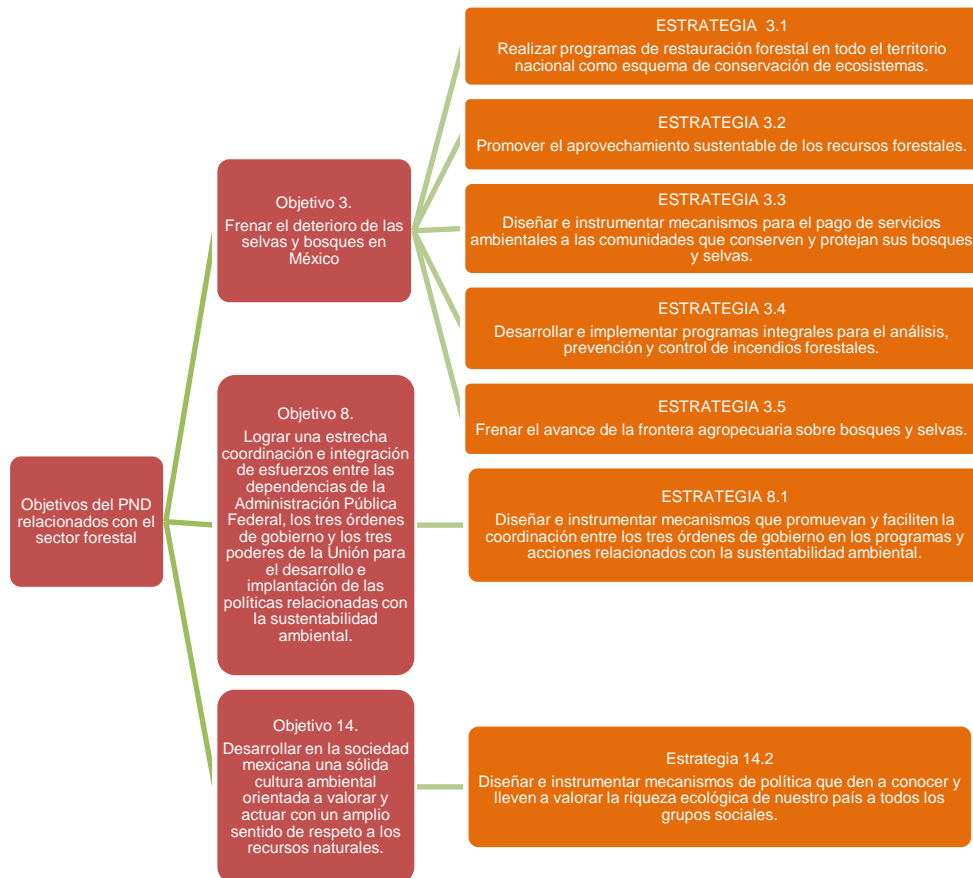 Objetivos del PND
relacionados con el
sector forestal
Objetivo 3.
Frenar el deterioro de las
selvas y bosques en
México
ESTRATEGIA 3.1
Realizar programas de restauración forestal en todo el territorio
nacional como esquema de conservación de ecosistemas.
ESTRATEGIA 3.2
Promover el aprovechamiento sustentable de los recursos forestales.
ESTRATEGIA 3.3
Diseñar e instrumentar mecanismos para el pago de servicios
ambientales a las comunidades que conserven y protejan sus bosques
y selvas.
ESTRATEGIA 3.4
Desarrollar e implementar programas integrales para el análisis,
prevención y control de incendios forestales.
ESTRATEGIA 3.5
Frenar el avance de la frontera agropecuaria sobre bosques y selvas.
Objetivo 8.
Lograr una estrecha
coordinación e integración
de esfuerzos entre las
dependencias de la
Administración Pública
Federal, los tres órdenes
de gobierno y los tres
poderes de la Unión para
el desarrollo e
implantación de las
políticas relacionadas con
la sustentabilidad
ambiental.
ESTRATEGIA 8.1
Diseñar e instrumentar mecanismos que promuevan y faciliten la
coordinación entre los tres órdenes de gobierno en los programas y
acciones relacionados con la sustentabilidad ambiental.
Objetivo 14.
Desarrollar en la sociedad
mexicana una sólida
cultura ambiental
orientada a valorar y
actuar con un amplio
sentido de respeto a los
recursos naturales.
Estrategia 14.2
Diseñar e instrumentar mecanismos de política que den a conocer y
lleven a valorar la riqueza ecológica de nuestro país a todos los
grupos sociales.